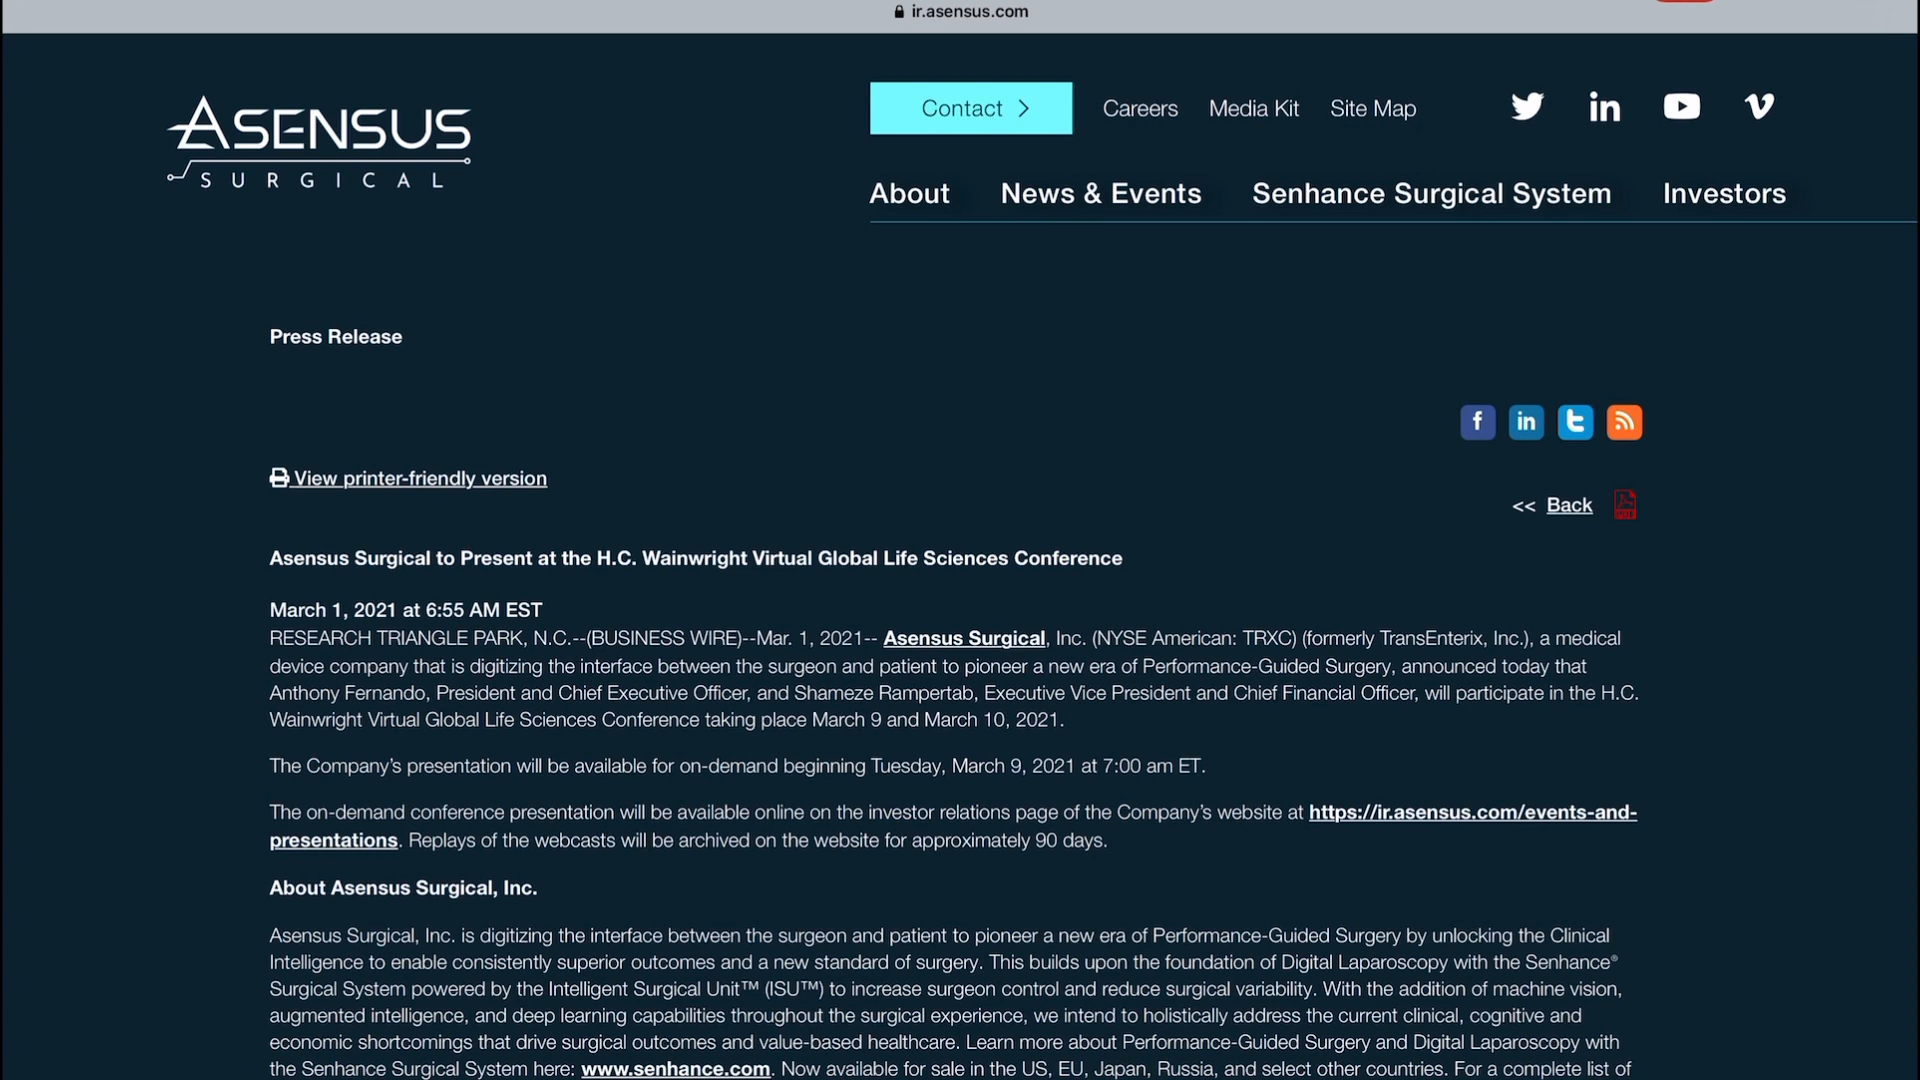 ir.asensus.com
ASENSUS
SURGICAL
Contact
Careers
Media Kit
Site Map
About
News & Events
Senhance Surgical System
Investors
Press Release
View printer-friendly version
<< Back
Asensus Surgical to Present at the H.C. Wainwright Virtual Global Life Sciences Conference
March 1, 2021 at 6:55 AM EST
RESEARCH TRIANGLE PARK, N.C.--(BUSINESS WIRE)--Mar. 1, 2021-- Asensus Surgical, Inc. (NYSE American: TRXC) (formerly TransEnterix, Inc.), a medical
device company that is digitizing the interface between the surgeon and patient to pioneer a new era of Performance-Guided Surgery, announced today that
Anthony Fernando, President and Chief Executive Officer, and Shameze Rampertab, Executive Vice President and Chief Financial Officer, will participate in the H.C.
Wainwright Virtual Global Life Sciences Conference taking place March 9 and March 10, 2021.
The Company’s presentation will be available for on-demand beginning Tuesday, March 9, 2021 at 7:00 am ET.
The on-demand conference presentation will be available online on the investor relations page of the Company’s website at https://ir.asensus.com/events-and-
presentations. Replays of the webcasts will be archived on the website for approximately 90 days.
About Asensus Surgical, Inc.
Asensus Surgical, Inc. is digitizing the interface between the surgeon and patient to pioneer a new era of Performance-Guided Surgery by unlocking the Clinical
Intelligence to enable consistently superior outcomes and a new standard of surgery. This builds upon the foundation of Digital Laparoscopy with the Senhance®
Surgical System powered by the Intelligent Surgical Unit™ (ISU™) to increase surgeon control and reduce surgical variability. With the addition of machine vision,
augmented intelligence, and deep learning capabilities throughout the surgical experience, we intend to holistically address the current clinical, cognitive and
economic shortcomings that drive surgical outcomes and value-based healthcare. Learn more about Performance-Guided Surgery and Digital Laparoscopy with
the Senhance Surgical System here: www.senhance.com. Now available for sale in the US, EU, Japan, Russia, and select other countries. For a complete list of